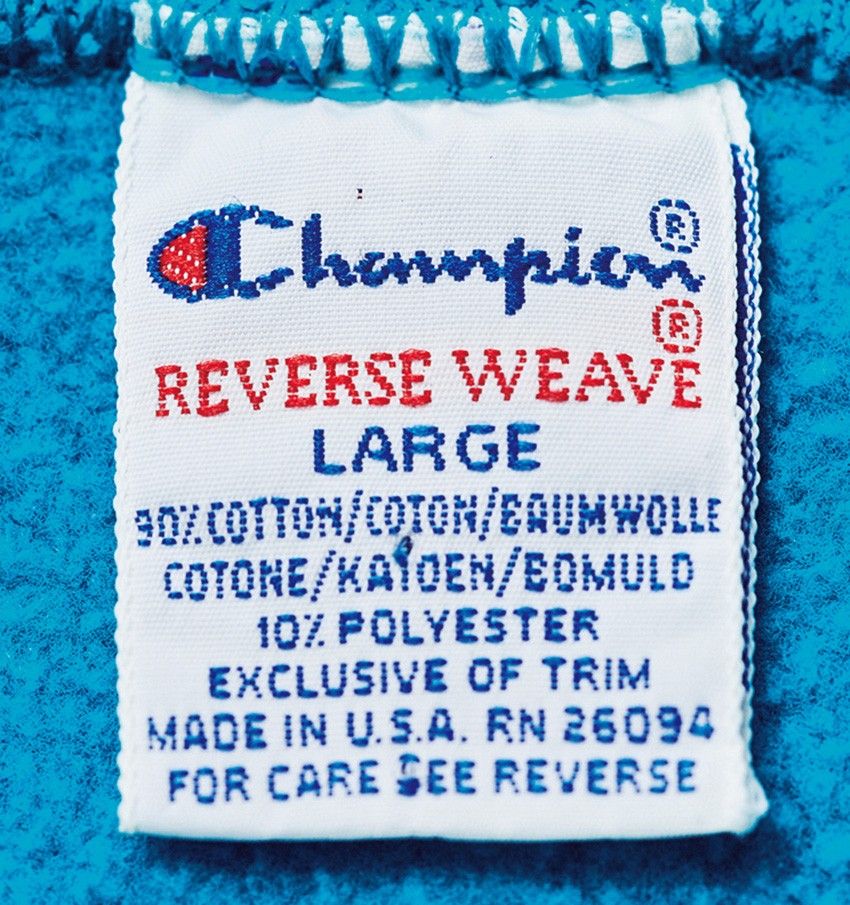 Champion®
REVERSE WEAVE®
LARGE
90% COTTON/COTON/BAUMWOLLE
COTONE/KATOEN/BOMULD
10% POLYESTER
EXCLUSIVE OF TRIM
MADE IN U.S.A. RN 26094
FOR CARE SEE REVERSE